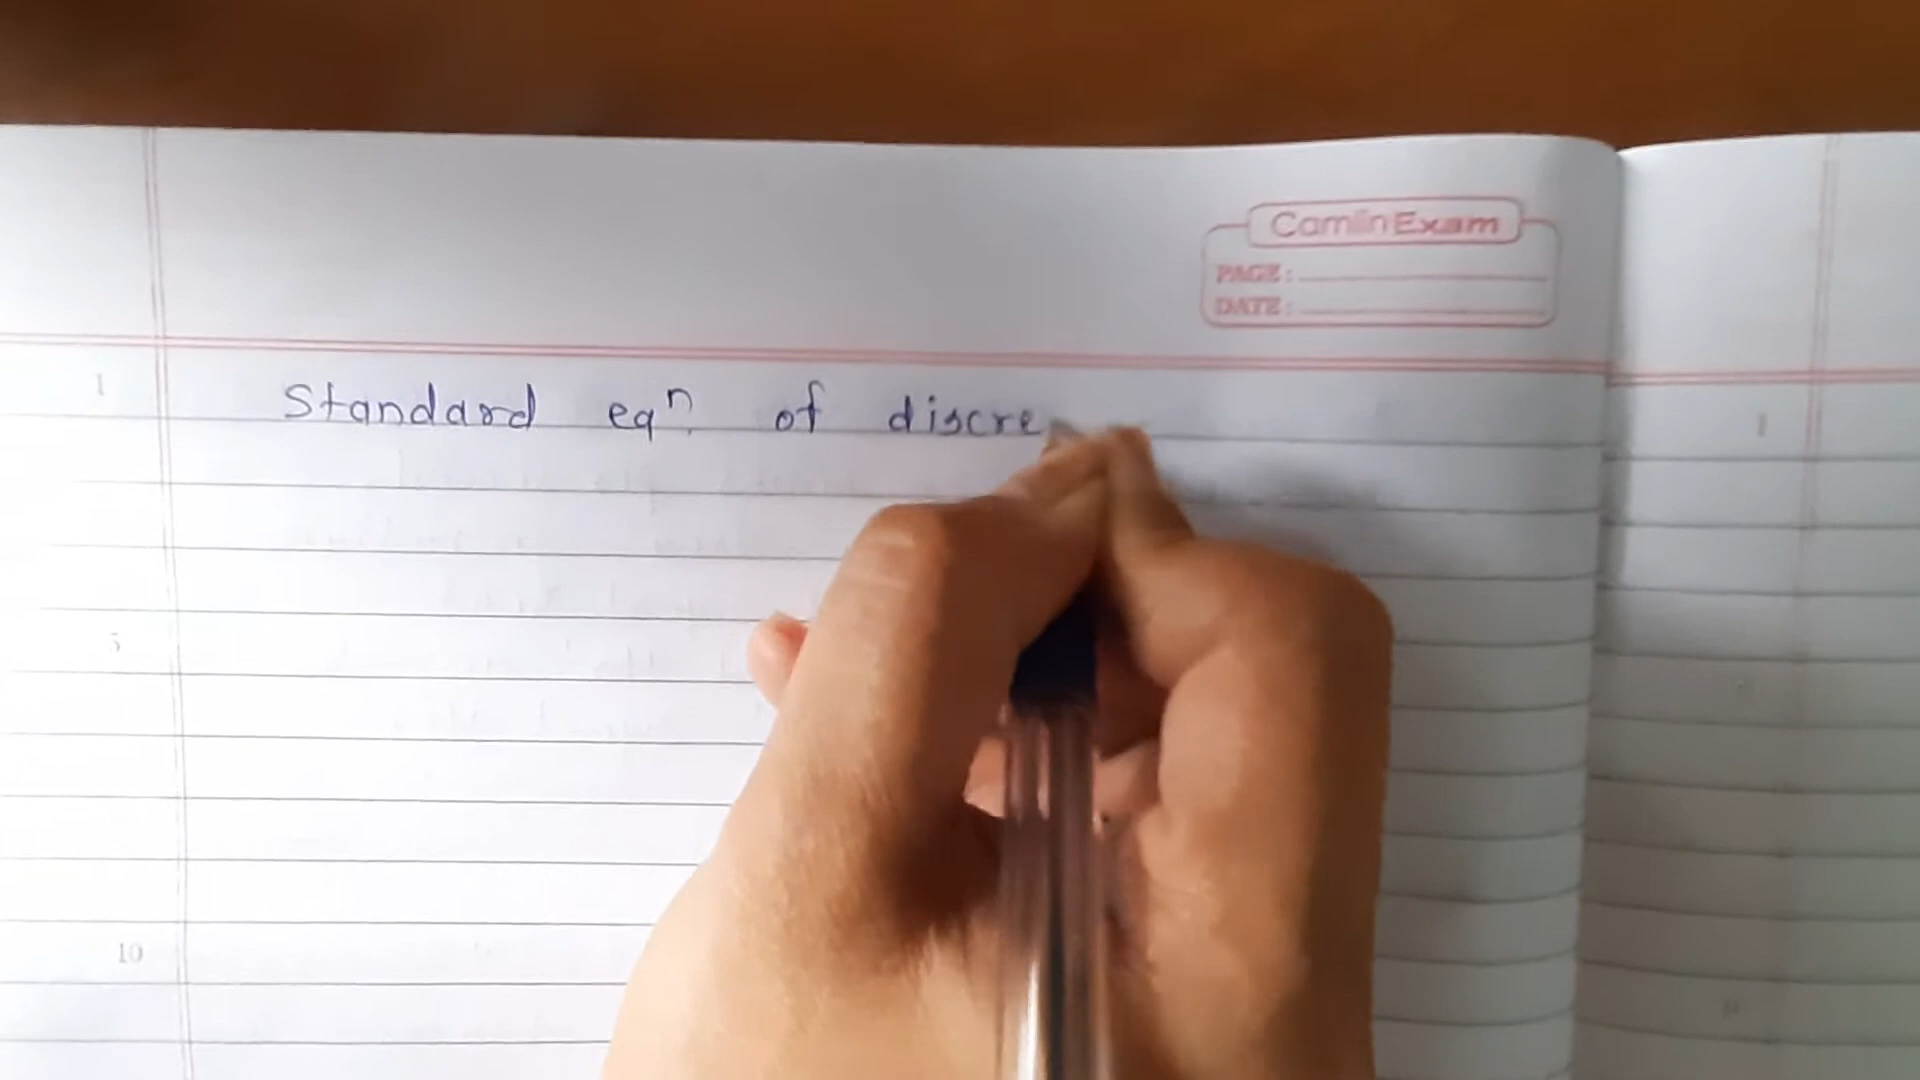 CamlinExam
PAGE :
DATE :
1
Standard eqⁿ. of discre
1
5
10